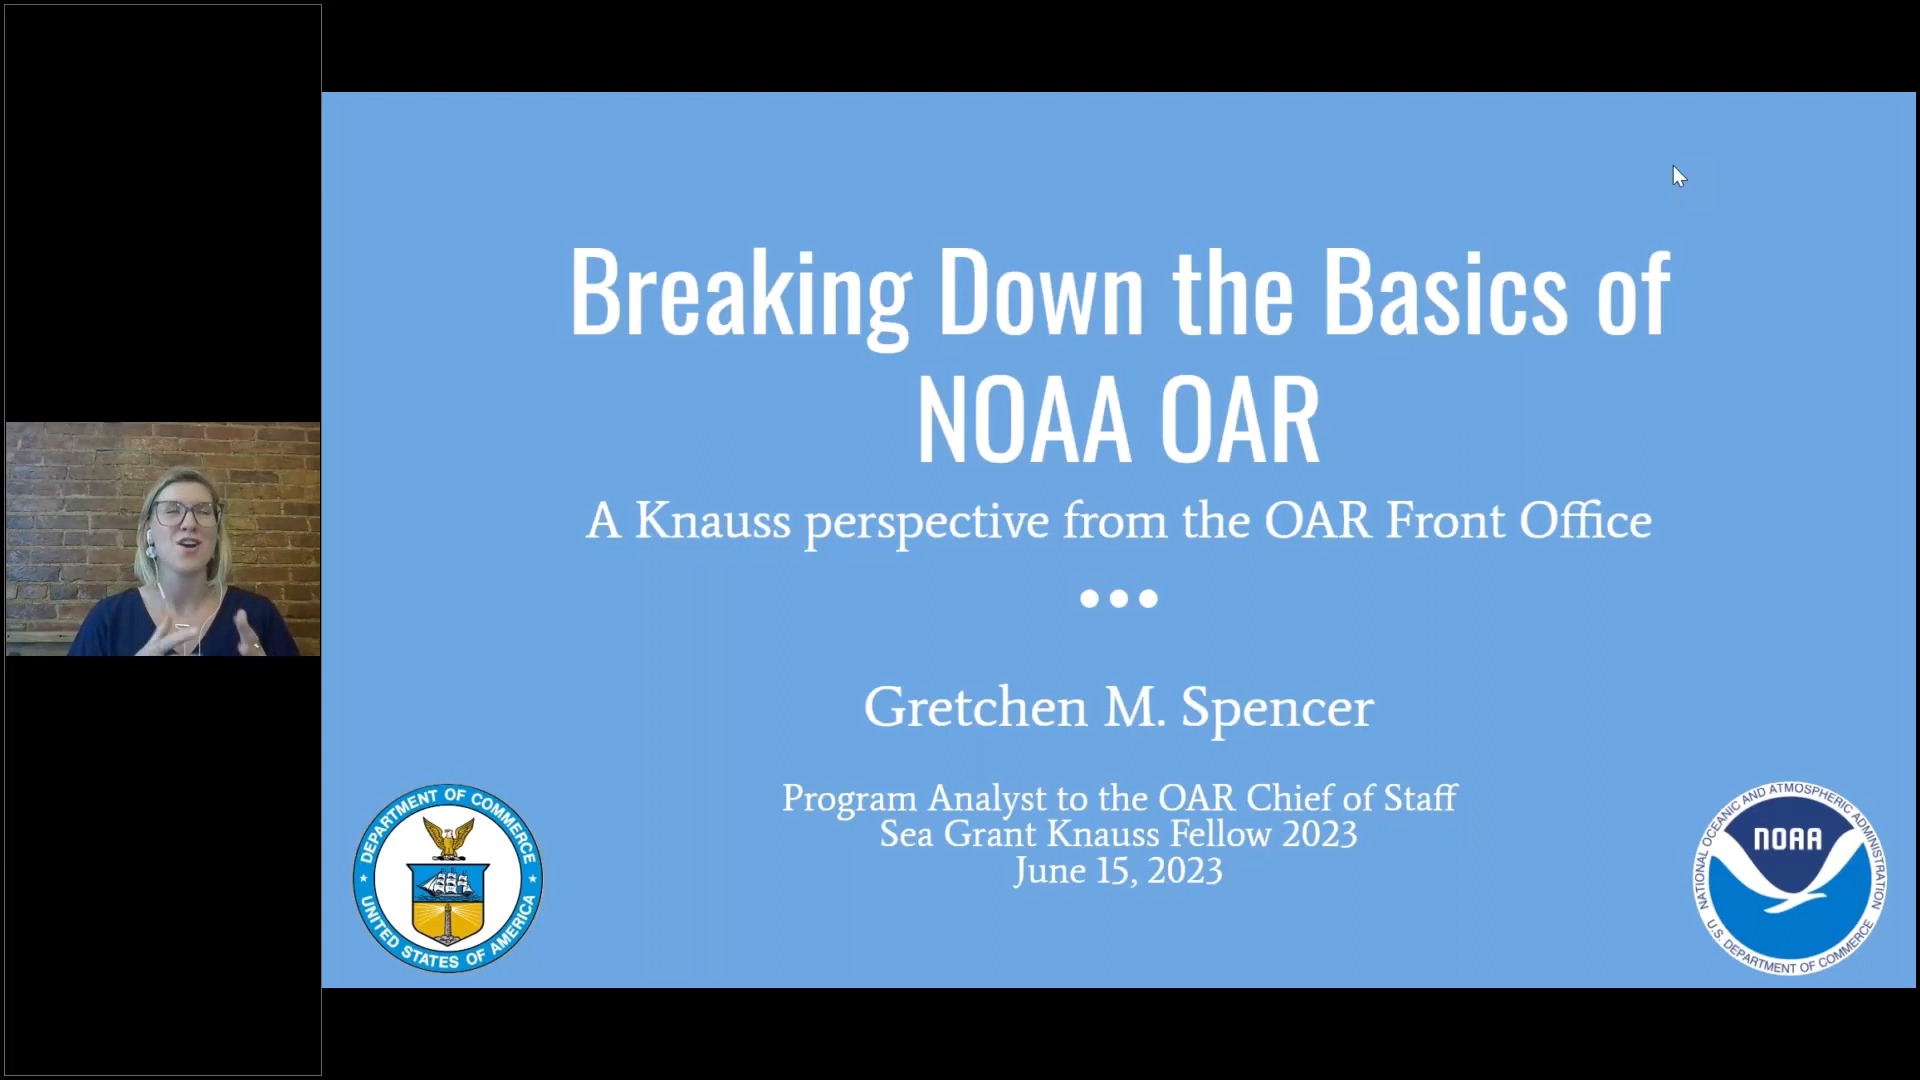 Breaking Down the Basics of
NOAA OAR
A Knauss perspective from the OAR Front Office
Gretchen M. Spencer
Program Analyst to the OAR Chief of Staff
Sea Grant Knauss Fellow 2023
June 15, 2023
DEPARTMENT OF COMMERCE
UNITED STATES OF AMERICA
NATIONAL OCEANIC AND ATMOSPHERIC ADMINISTRATION
NOAA
U.S. DEPARTMENT OF COMMERCE